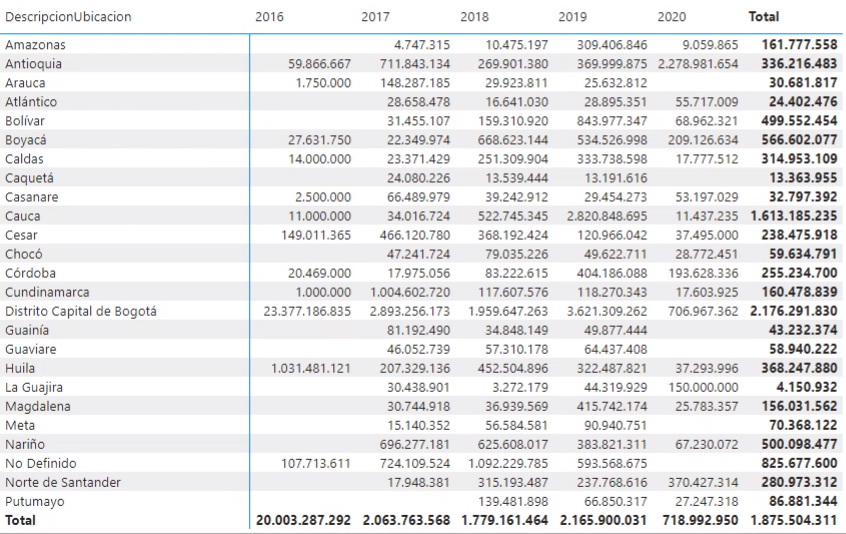 DescripcionUbicacion 2016 2017 2018 2019 2020 Total
Amazonas 4.747.315 10.475.197 309.406.846 9.059.865 161.777.558
Antioquia 59.866.667 711.843.134 269.901.380 369.999.875 2.278.981.654 336.216.483
Arauca 1.750.000 148.287.185 29.923.811 25.632.812 30.681.817
Atlántico 28.658.478 16.641.030 28.895.351 55.717.009 24.402.476
Bolívar 31.455.107 159.310.920 843.977.347 68.962.321 499.552.454
Boyacá 27.631.750 22.349.974 668.623.144 534.526.998 209.126.634 566.602.077
Caldas 14.000.000 23.371.429 251.309.904 333.738.598 17.777.512 314.953.109
Caquetá 24.080.226 13.539.444 13.191.616 13.363.955
Casanare 2.500.000 66.489.979 39.242.912 29.454.273 53.197.029 32.797.392
Cauca 11.000.000 34.016.724 522.745.345 2.820.848.695 11.437.235 1.613.185.235
Cesar 149.011.365 466.120.780 368.192.424 120.966.042 37.495.000 238.475.918
Chocó 47.241.724 79.035.226 49.622.711 28.772.451 59.634.791
Córdoba 20.469.000 17.975.056 83.222.615 404.186.088 193.628.336 255.234.700
Cundinamarca 1.000.000 1.004.602.720 117.607.576 118.270.343 17.603.925 160.478.839
Distrito Capital de Bogotá 23.377.186.835 2.893.256.173 1.959.647.263 3.621.309.262 706.967.362 2.176.291.830
Guainía 81.192.490 34.848.149 49.877.444 43.232.374
Guaviare 46.052.739 57.310.178 64.437.408 58.940.222
Huila 1.031.481.121 207.329.136 452.504.896 322.487.821 37.293.996 368.247.880
La Guajira 30.438.901 3.272.179 44.319.929 150.000.000 4.150.932
Magdalena 30.744.918 36.939.569 415.742.174 25.783.357 156.031.562
Meta 15.140.352 56.584.581 90.940.751 70.368.122
Nariño 696.277.181 625.608.017 383.821.311 67.230.072 500.098.477
No Definido 107.713.611 724.109.524 1.092.229.785 593.568.675 825.677.600
Norte de Santander 17.948.381 315.193.487 237.768.616 370.427.314 280.973.312
Putumayo 139.481.898 66.850.317 27.247.318 86.881.344
Total 20.003.287.292 2.063.763.568 1.779.161.464 2.165.900.031 718.992.950 1.875.504.311